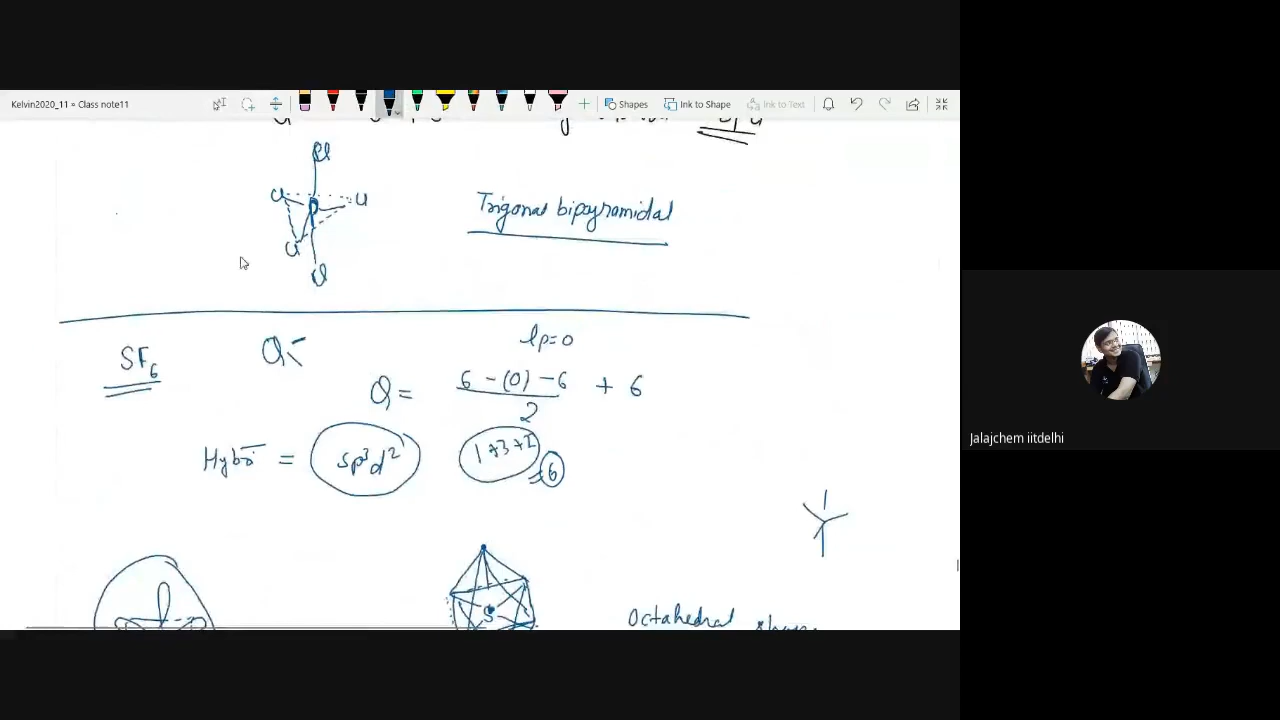 Kelvin2020_11 » Class note11
Shapes
Ink to Shape
Ink to Text
Cl
Cl P Cl
Cl
Cl
Trigonal bipyramidal
SF6
lp=0
Q = 6 - (0) - 6 / 2 + 6
= sp³d² 1+3+2
=6
S
Octahedral
Jalajchem iitdelhi